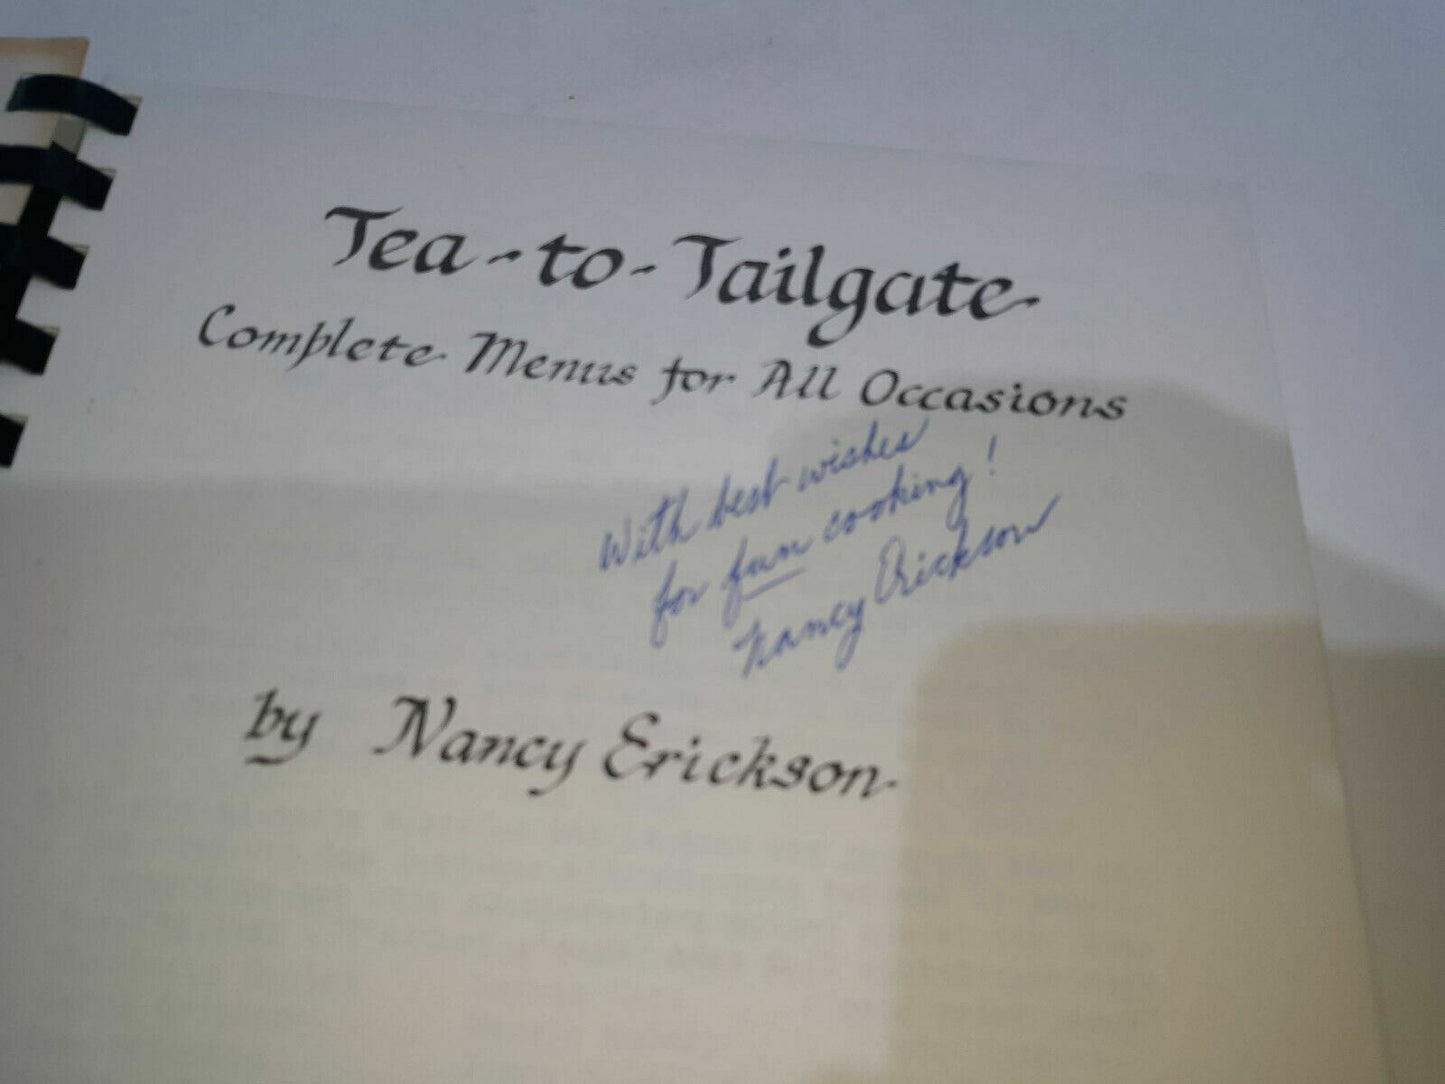 Tea-to-Tailgate
Complete Menus for All Occasions
With best wishes
for fun cooking!
Nancy Erickson
by Nancy Erickson